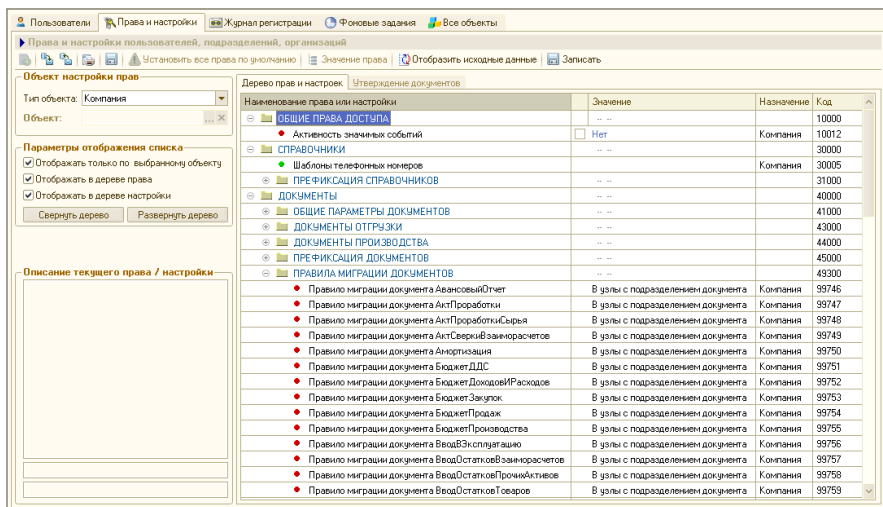 Пользователи Права и настройки Журнал регистрации Фоновые задания Все объекты
Права и настройки пользователей, подразделений, организаций
Установить все права по умолчанию Значение права Отобразить исходные данные Записать
Объект настройки прав
Тип объекта: Компания
Объект: ... ×
Параметры отображения списка
Отображать только по выбранному объекту
Отображать в дереве права
Отображать в дереве настройки
Свернуть дерево Развернуть дерево
Описание текущего права / настройки
Дерево прав и настроек Утверждение документов
Наименование права или настройки Значение Назначение Код
ОБЩИЕ ПРАВА ДОСТУПА -- -- 10000
Активность значимых событий Нет Компания 10012
СПРАВОЧНИКИ -- -- 30000
Шаблоны телефонных номеров Компания 30005
ПРЕФИКСАЦИЯ СПРАВОЧНИКОВ -- -- 31000
ДОКУМЕНТЫ -- -- 40000
ОБЩИЕ ПАРАМЕТРЫ ДОКУМЕНТОВ -- -- 41000
ДОКУМЕНТЫ ОТГРУЗКИ -- -- 43000
ДОКУМЕНТЫ ПРОИЗВОДСТВА -- -- 44000
ПРЕФИКСАЦИЯ ДОКУМЕНТОВ -- -- 45000
ПРАВИЛА МИГРАЦИИ ДОКУМЕНТОВ -- -- 49300
Правило миграции документа АвансовыйОтчет В узлы с подразделением документа Компания 99746
Правило миграции документа АктПроработки В узлы с подразделением документа Компания 99747
Правило миграции документа АктПроработкиСырья В узлы с подразделением документа Компания 99748
Правило миграции документа АктСверкиВзаиморасчетов В узлы с подразделением документа Компания 99749
Правило миграции документа Амортизация В узлы с подразделением документа Компания 99750
Правило миграции документа БюджетДДС В узлы с подразделением документа Компания 99751
Правило миграции документа БюджетДоходовИРасходов В узлы с подразделением документа Компания 99752
Правило миграции документа БюджетЗакупок В узлы с подразделением документа Компания 99753
Правило миграции документа БюджетПродаж В узлы с подразделением документа Компания 99754
Правило миграции документа БюджетПроизводства В узлы с подразделением документа Компания 99755
Правило миграции документа ВводВЭксплуатацию В узлы с подразделением документа Компания 99756
Правило миграции документа ВводОстатковВзаиморасчетов В узлы с подразделением документа Компания 99757
Правило миграции документа ВводОстатковПрочихАктивов В узлы с подразделением документа Компания 99758
Правило миграции документа ВводОстатковТоваров В узлы с подразделением документа Компания 99759